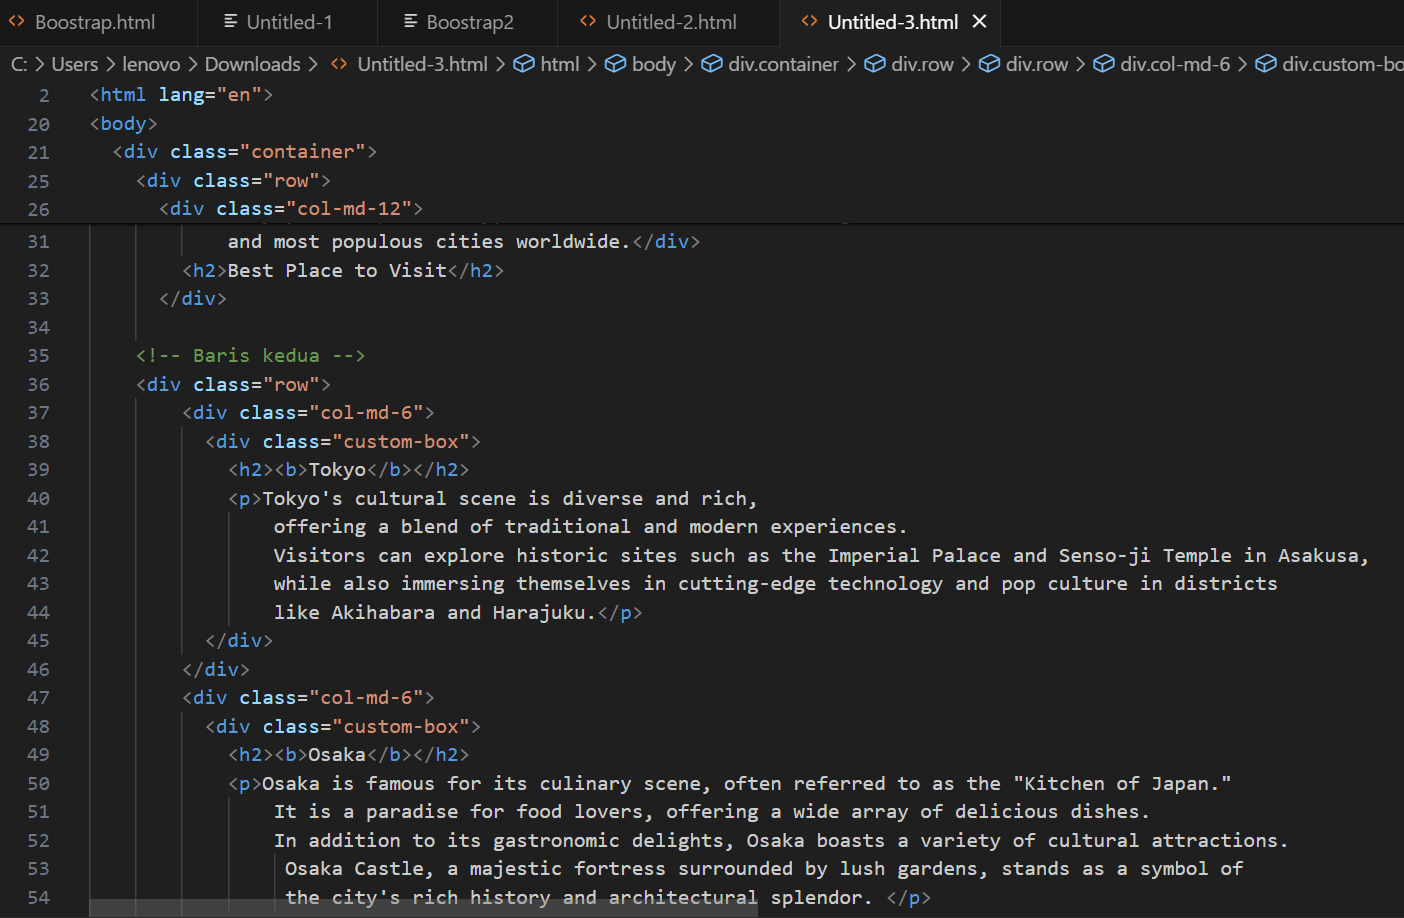 Boostrap.html Untitled-1 Boostrap2 Untitled-2.html Untitled-3.html
C: > Users > lenovo > Downloads > Untitled-3.html > html > body > div.container > div.row > div.row > div.col-md-6 > div.custom-bo
2 <html lang="en">
20 <body>
21 <div class="container">
25 <div class="row">
26 <div class="col-md-12">
31 and most populous cities worldwide.</div>
32 <h2>Best Place to Visit</h2>
33 </div>
34
35 <!-- Baris kedua -->
36 <div class="row">
37 <div class="col-md-6">
38 <div class="custom-box">
39 <h2><b>Tokyo</b></h2>
40 <p>Tokyo's cultural scene is diverse and rich,
41 offering a blend of traditional and modern experiences.
42 Visitors can explore historic sites such as the Imperial Palace and Senso-ji Temple in Asakusa,
43 while also immersing themselves in cutting-edge technology and pop culture in districts
44 like Akihabara and Harajuku.</p>
45 </div>
46 </div>
47 <div class="col-md-6">
48 <div class="custom-box">
49 <h2><b>Osaka</b></h2>
50 <p>Osaka is famous for its culinary scene, often referred to as the "Kitchen of Japan."
51 It is a paradise for food lovers, offering a wide array of delicious dishes.
52 In addition to its gastronomic delights, Osaka boasts a variety of cultural attractions.
53 Osaka Castle, a majestic fortress surrounded by lush gardens, stands as a symbol of
54 the city's rich history and architectural splendor. </p>